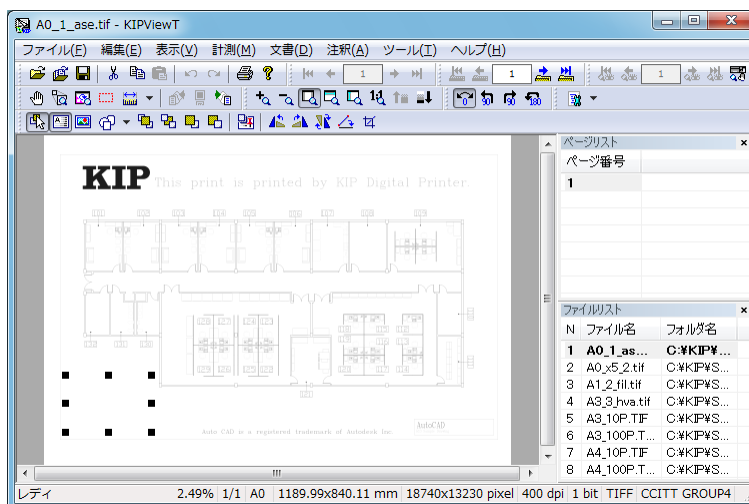 A0_1_ase.tif - KIPViewT
ファイル(F) 編集(E) 表示(V) 計測(M) 文書(D) 注釈(A) ツール(T) ヘルプ(H)
1 1 1
KIP This print is printed by KIP Digital Printer
AutoCAD
Auto CAD is a registered trademark of Autodesk Inc.
ページリスト
ページ番号
1
ファイルリスト
N ファイル名 フォルダ名
1 A0_1_as... C:¥KIP¥...
2 A0_x5_2.tif C:¥KIP¥S...
3 A1_2_fil.tif C:¥KIP¥S...
4 A3_3_hva.tif C:¥KIP¥S...
5 A3_10P.TIF C:¥KIP¥S...
6 A3_100P.T... C:¥KIP¥S...
7 A4_10P.TIF C:¥KIP¥S...
8 A4_100P.T... C:¥KIP¥S...
レディ 2.49% 1/1 A0 1189.99x840.11 mm 18740x13230 pixel 400 dpi 1 bit TIFF CCITT GROUP4